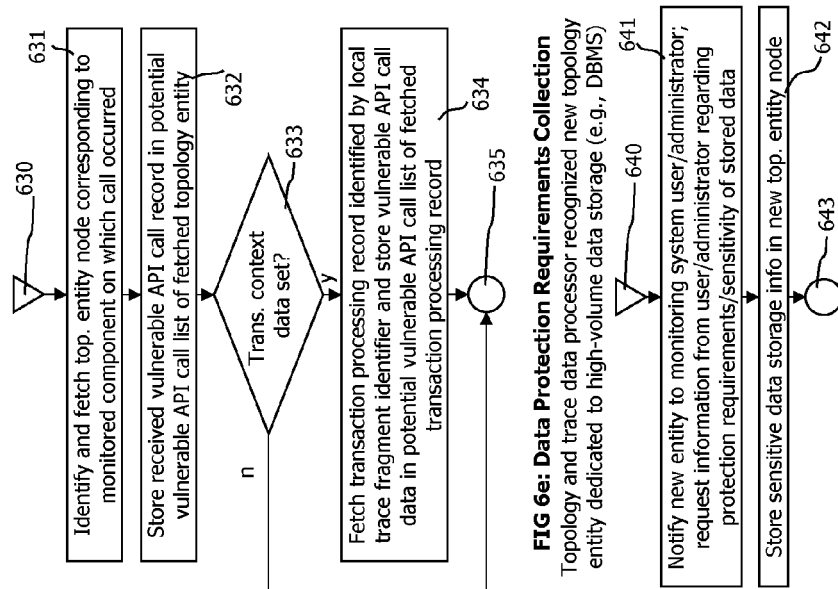 630
631
Identify and fetch top. entity node corresponding to
monitored component on which call occurred
632
Store received vulnerable API call record in potential
vulnerable API call list of fetched topology entity
633
Trans. context
data set?
n
y
634
Fetch transaction processing record identified by local
trace fragment identifier and store vulnerable API call
data in potential vulnerable API call list of fetched
transaction processing record
635
FIG 6e: Data Protection Requirements Collection
Topology and trace data processor recognized new topology
entity dedicated to high-volume data storage (e.g., DBMS)
640
641
Notify new entity to monitoring system user/administrator;
request information from user/administrator regarding
protection requirements/sensitivity of stored data
642
Store sensitive data storage info in new top. entity node
643